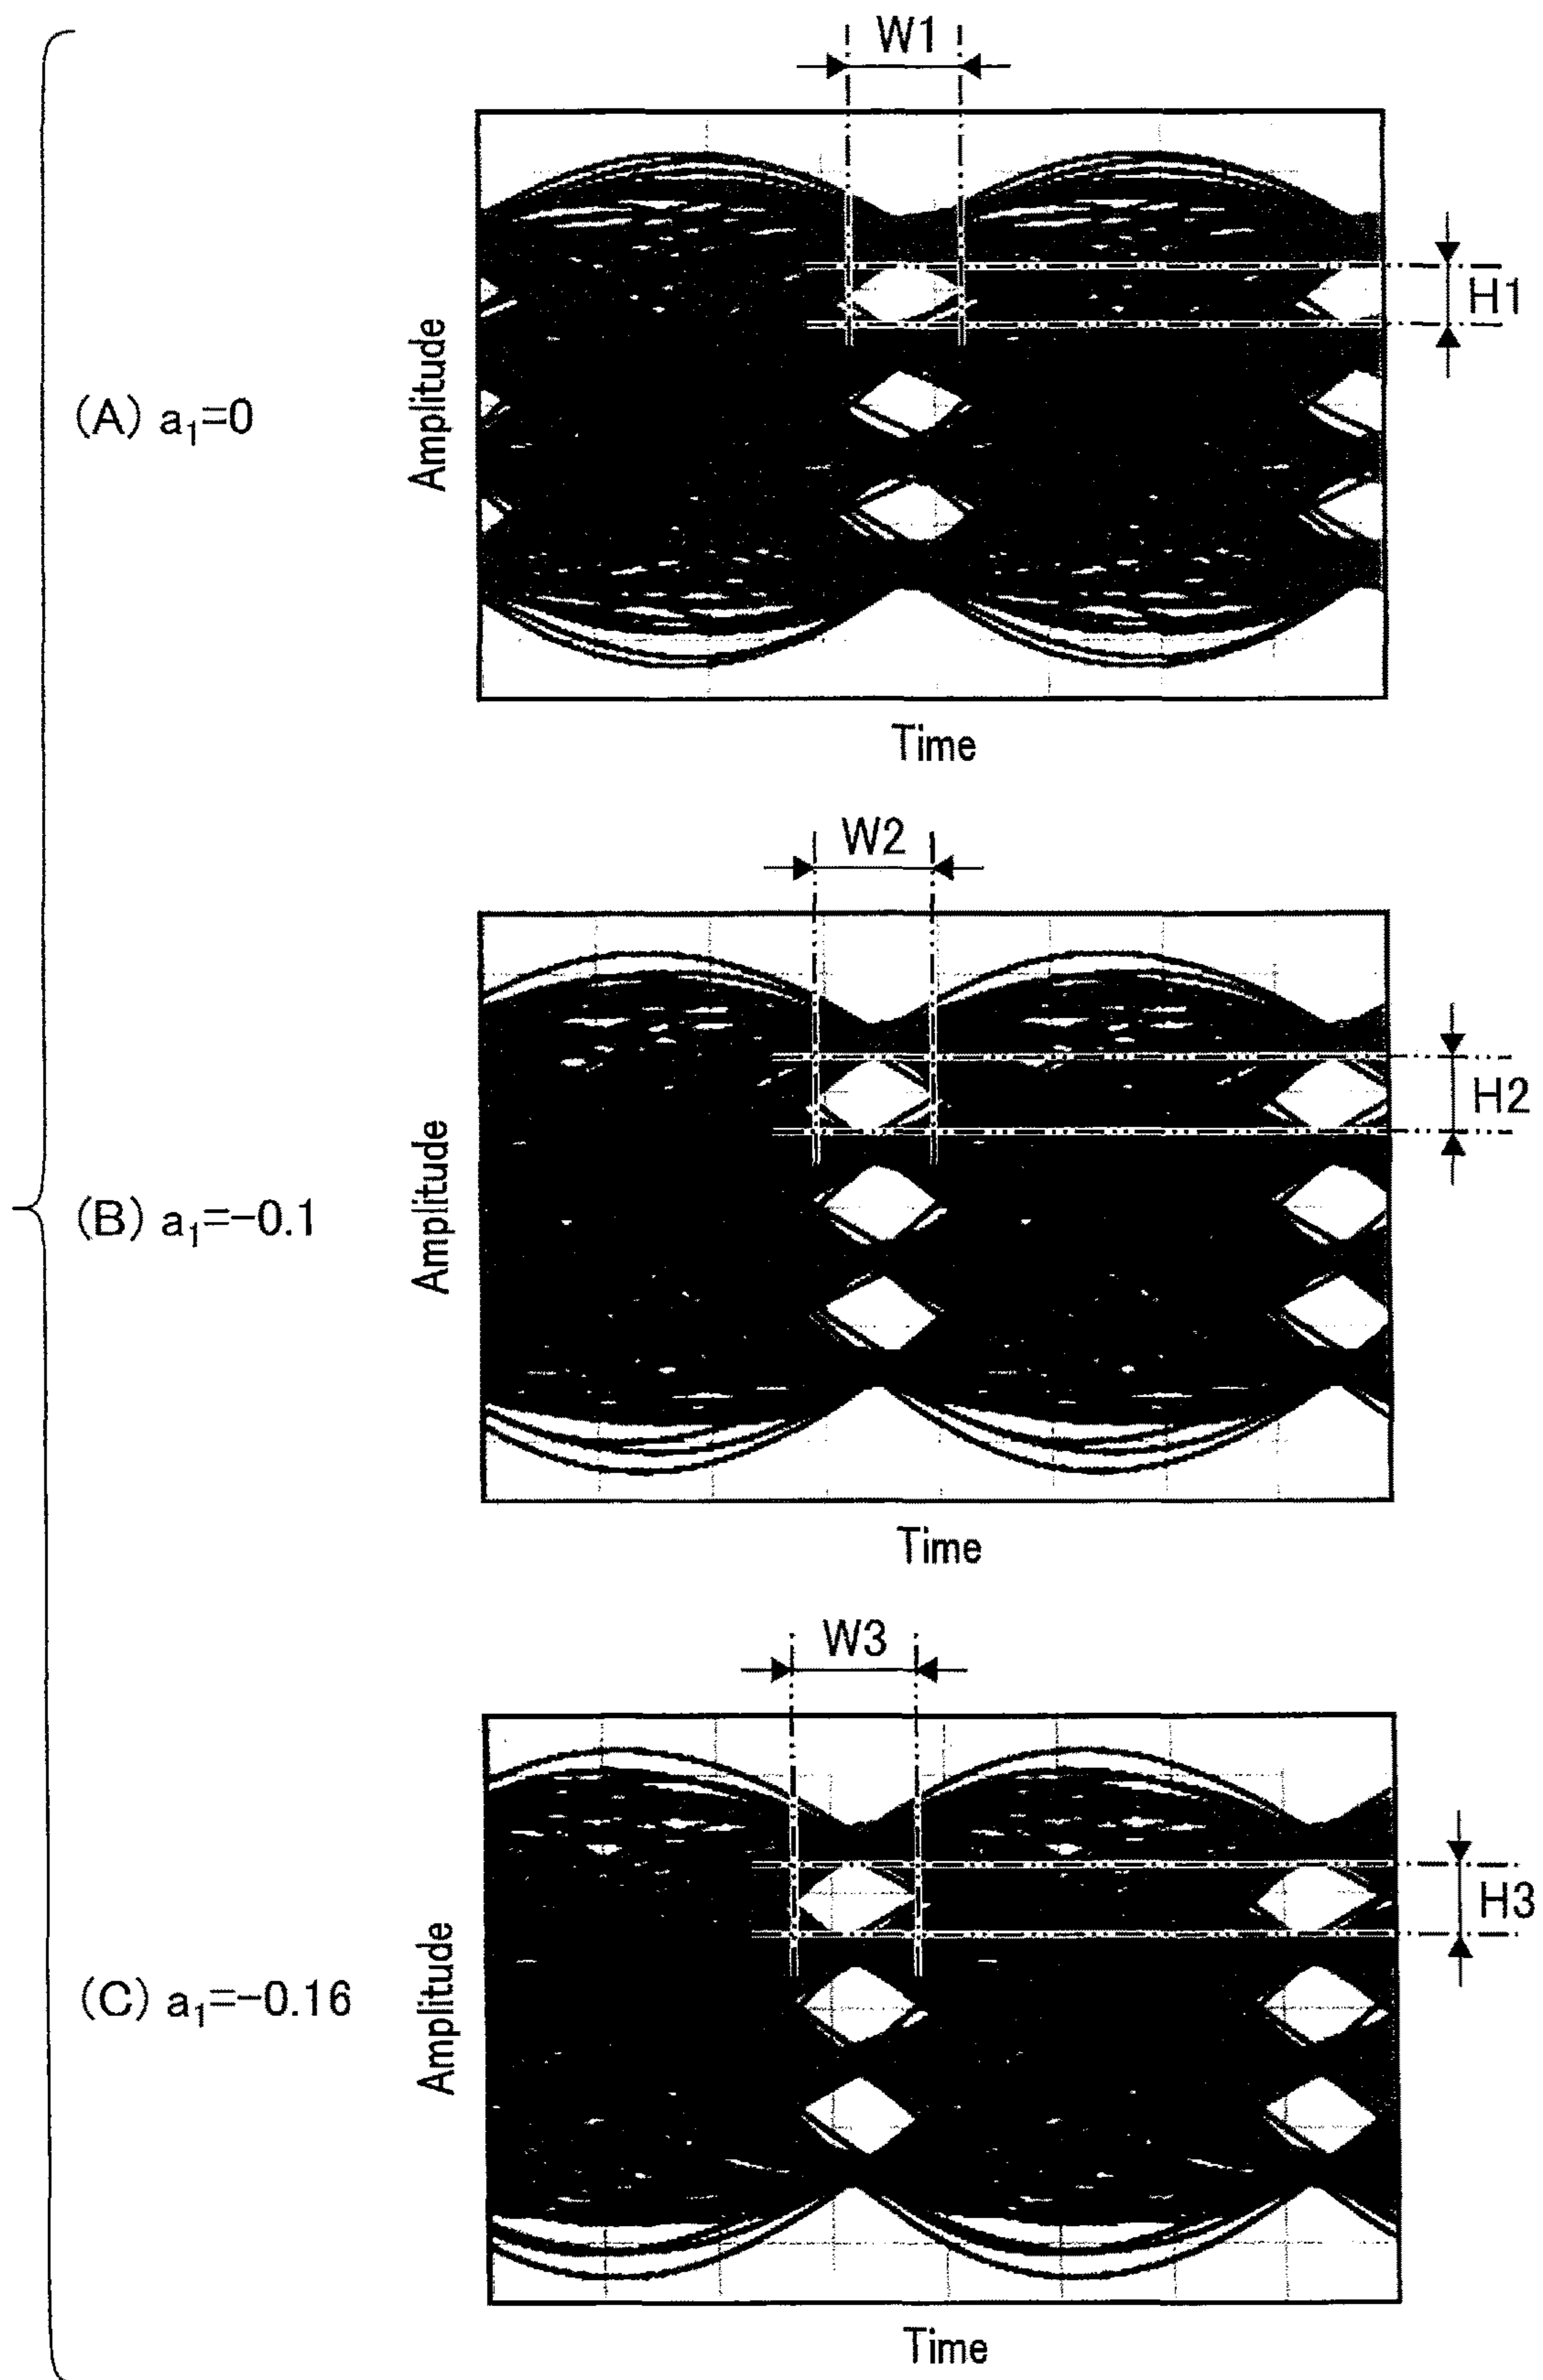 W1
H1
(A) a₁=0
Amplitude
Time
W2
H2
(B) a₁=-0.1
Amplitude
Time
W3
H3
(C) a₁=-0.16
Amplitude
Time